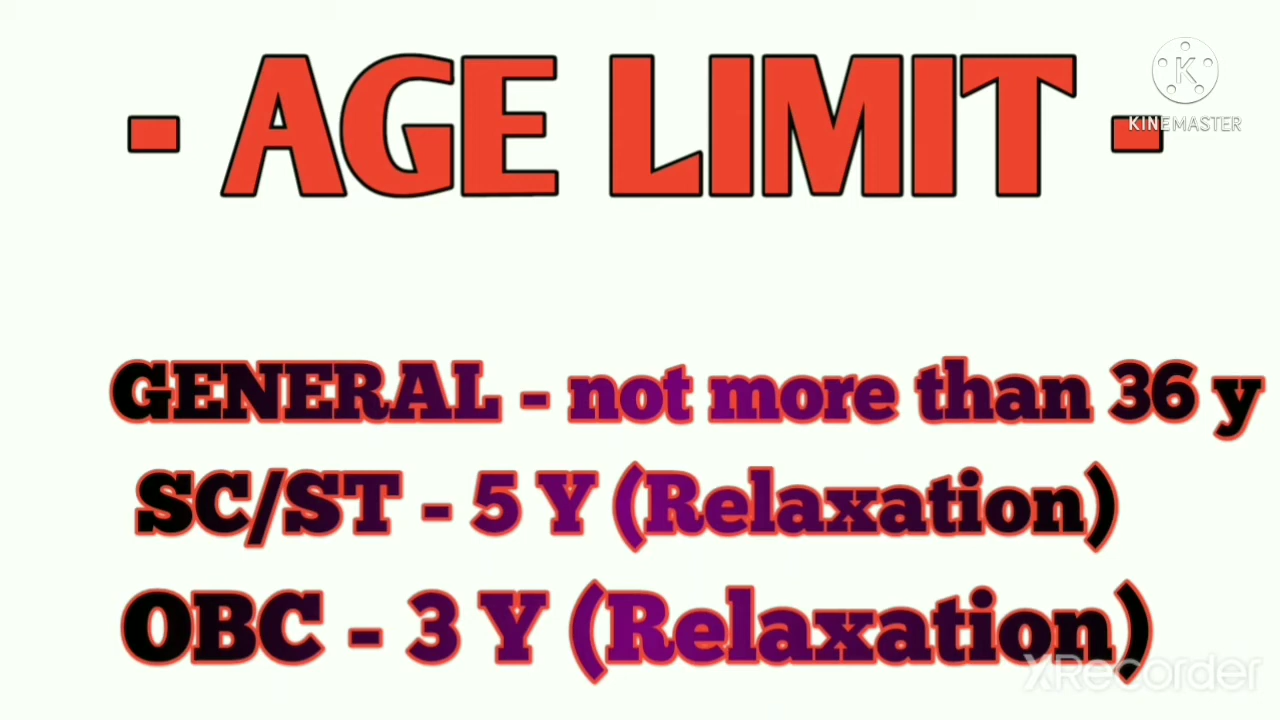 - AGE LIMIT -
KINEMASTER
GENERAL - not more than 36 y
SC/ST - 5 Y (Relaxation)
OBC - 3 Y (Relaxation)
XRecorder